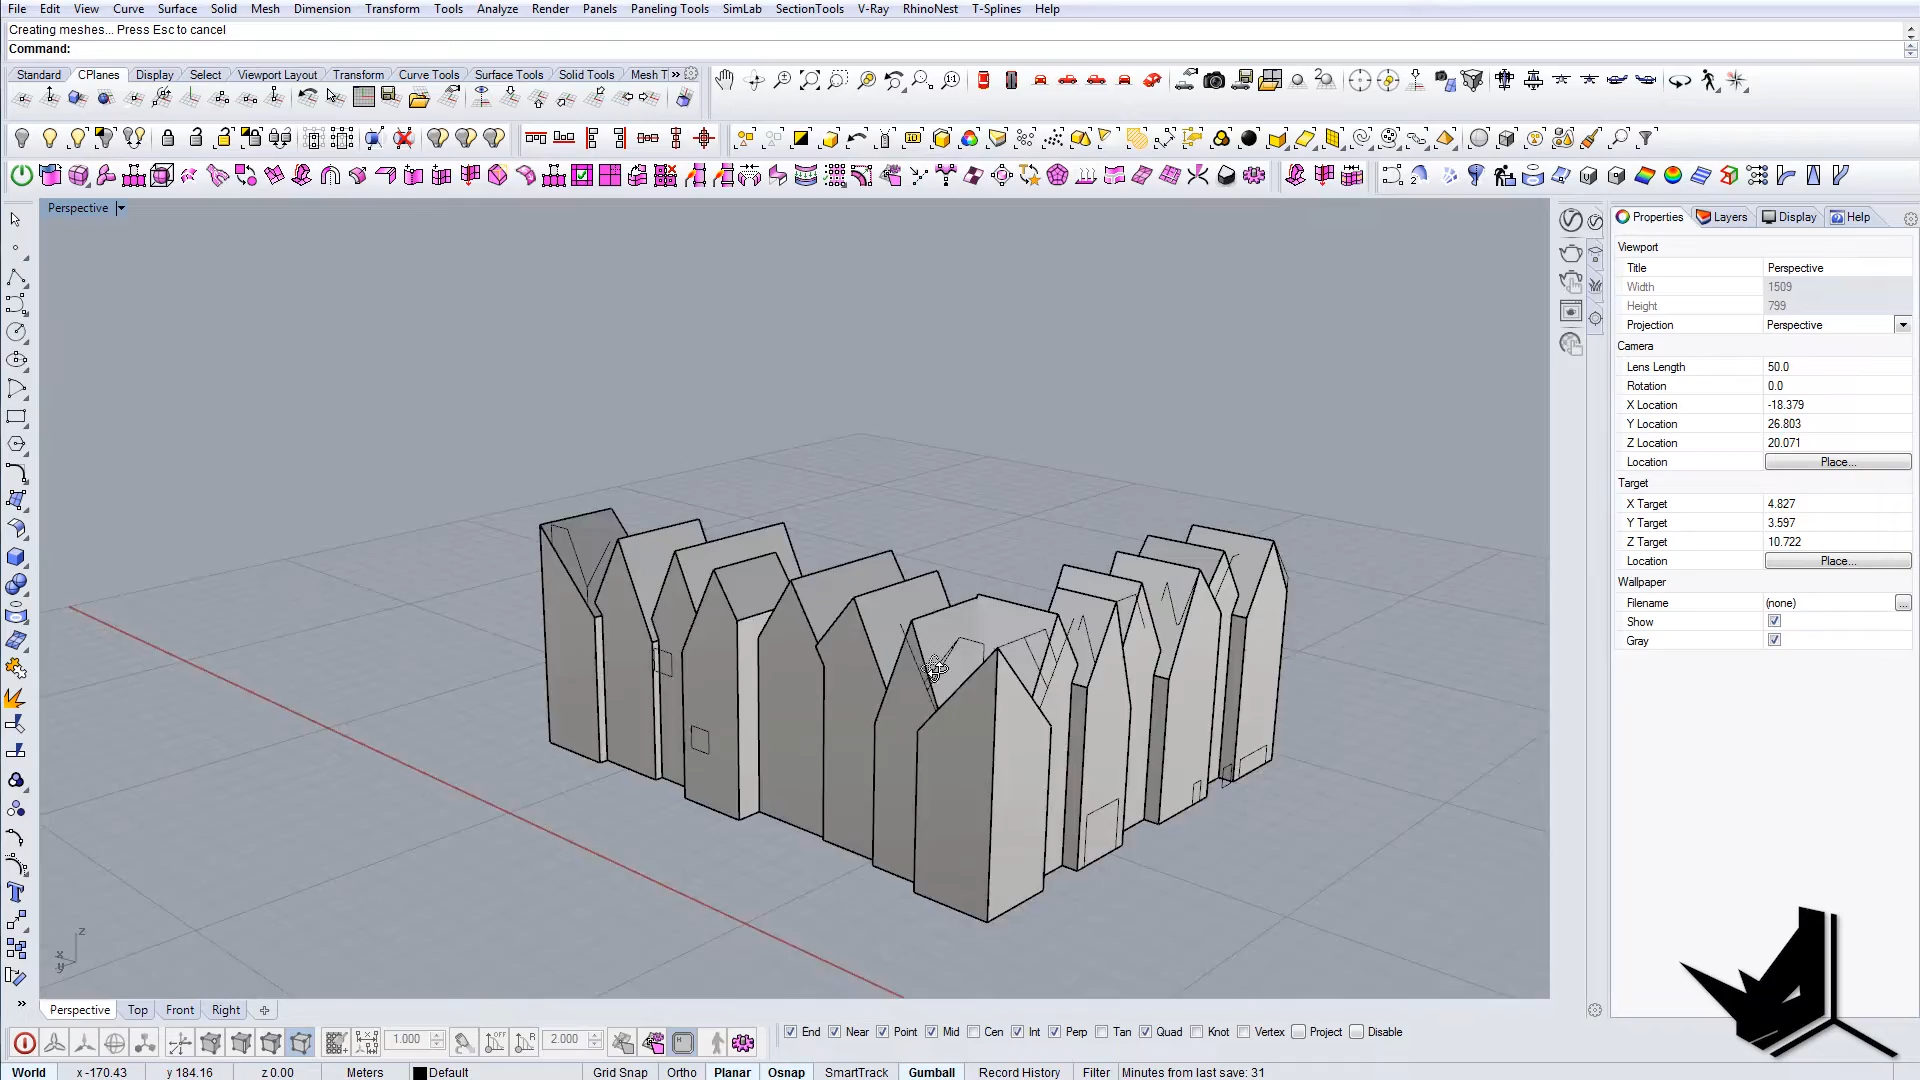 File Edit View Curve Surface Solid Mesh Dimension Transform Tools Analyze Render Panels Paneling Tools SimLab SectionTools V-Ray RhinoNest T-Splines Help
Creating meshes... Press Esc to cancel
Command:
Standard CPlanes Display Select Viewport Layout Transform Curve Tools Surface Tools Solid Tools Mesh T »
Perspective
Properties Layers Display Help
Viewport
Title Perspective
Width 1509
Height 799
Projection Perspective
Camera
Lens Length 50.0
Rotation 0.0
X Location -18.379
Y Location 26.803
Z Location 20.071
Location Place...
Target
X Target 4.827
Y Target 3.597
Z Target 10.722
Location Place...
Wallpaper
Filename (none) ...
Show
Gray
z
x
y
Perspective Top Front Right
1.000 2.000 End Near Point Mid Cen Int Perp Tan Quad Knot Vertex Project Disable
World x -170.43 y 184.16 z 0.00 Meters Default Grid Snap Ortho Planar Osnap SmartTrack Gumball Record History Filter Minutes from last save: 31